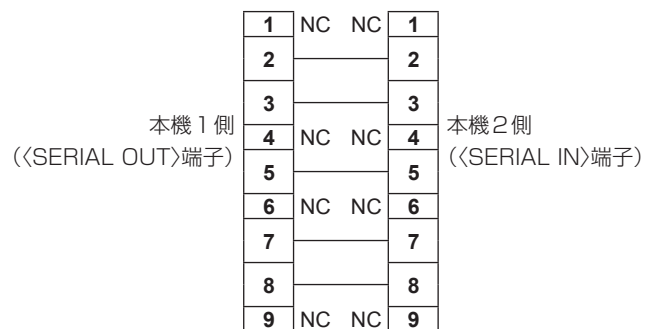 1 NC NC 1
2 2
3 3
本機1側 本機2側
4 NC NC 4
(〈SERIAL OUT〉端子) (〈SERIAL IN〉端子)
5 5
6 NC NC 6
7 7
8 8
9 NC NC 9